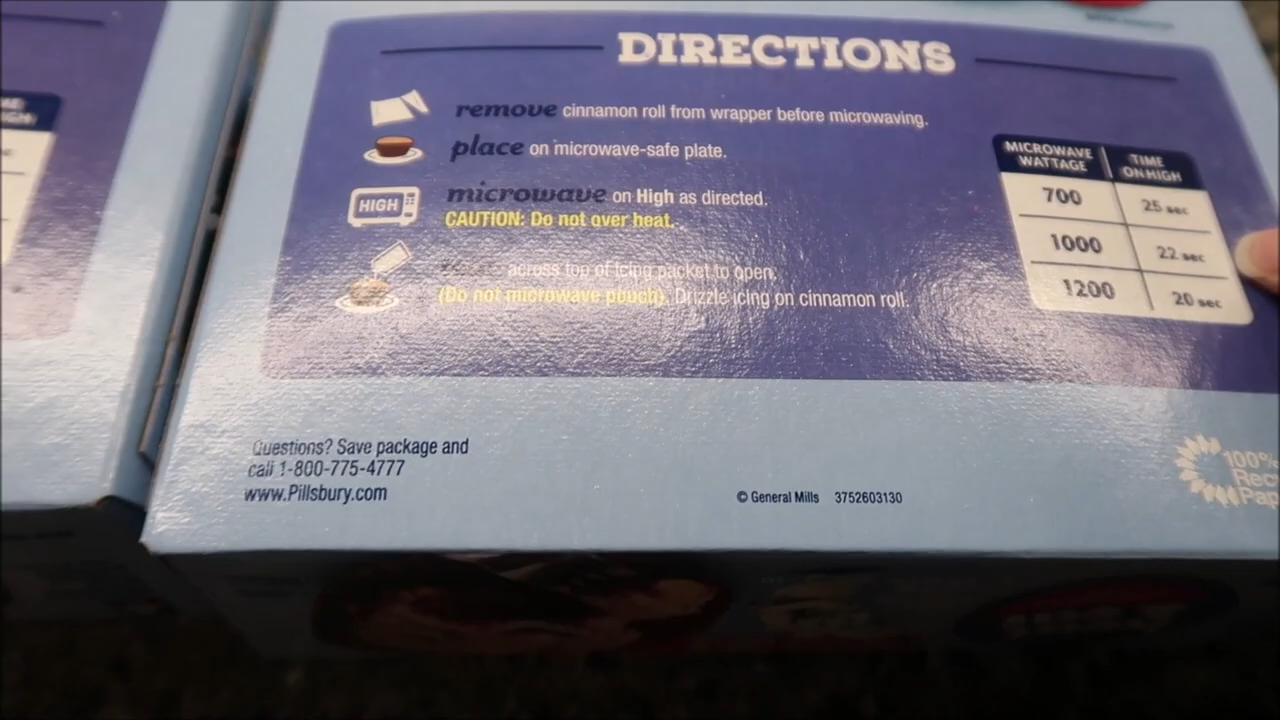 DIRECTIONS
remove cinnamon roll from wrapper before microwaving.
place on microwave-safe plate.
HIGH
microwave on High as directed.
CAUTION: Do not over heat.
across top of icing packet to open.
(Do not microwave pouch). Drizzle icing on cinnamon roll.
MICROWAVE WATTAGE TIME ON HIGH
700 25 sec
1000 22 sec
1200 20 sec
Questions? Save package and
call 1-800-775-4777
www.Pillsbury.com
© General Mills 3752603130
100%